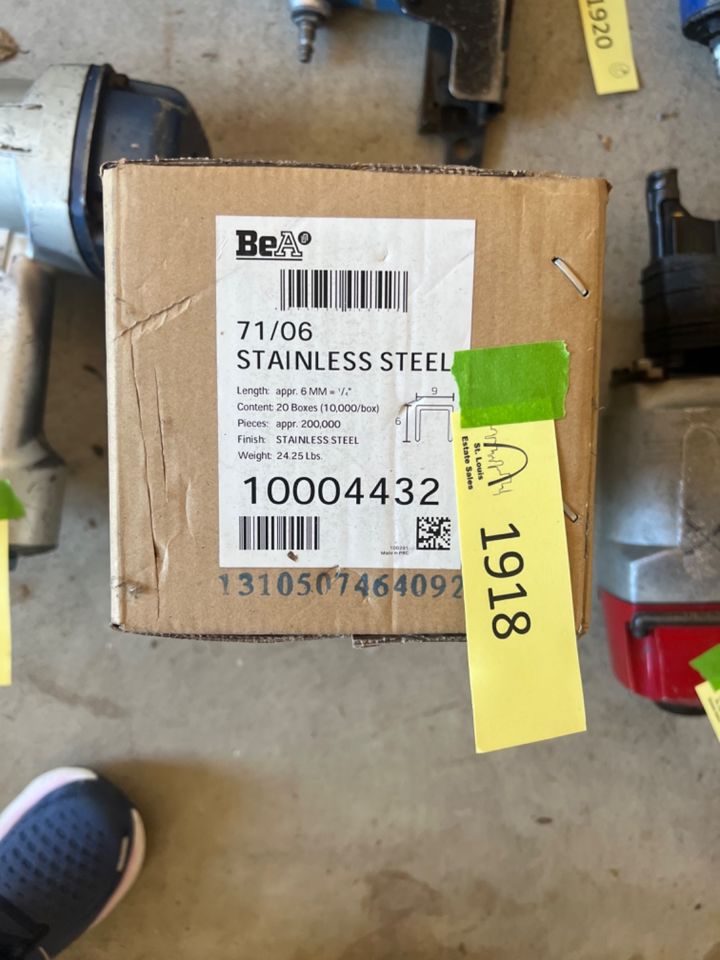 1920
BeA
71/06
STAINLESS STEEL
Length: appr. 6 MM = 1/4"
Content: 20 Boxes (10,000/box)
Pieces: appr. 200,000
Finish: STAINLESS STEEL
Weight: 24.25 Lbs.
9
6
10004432
Made in PRC
1310507464092
St. Louis
Estate Sales
1918